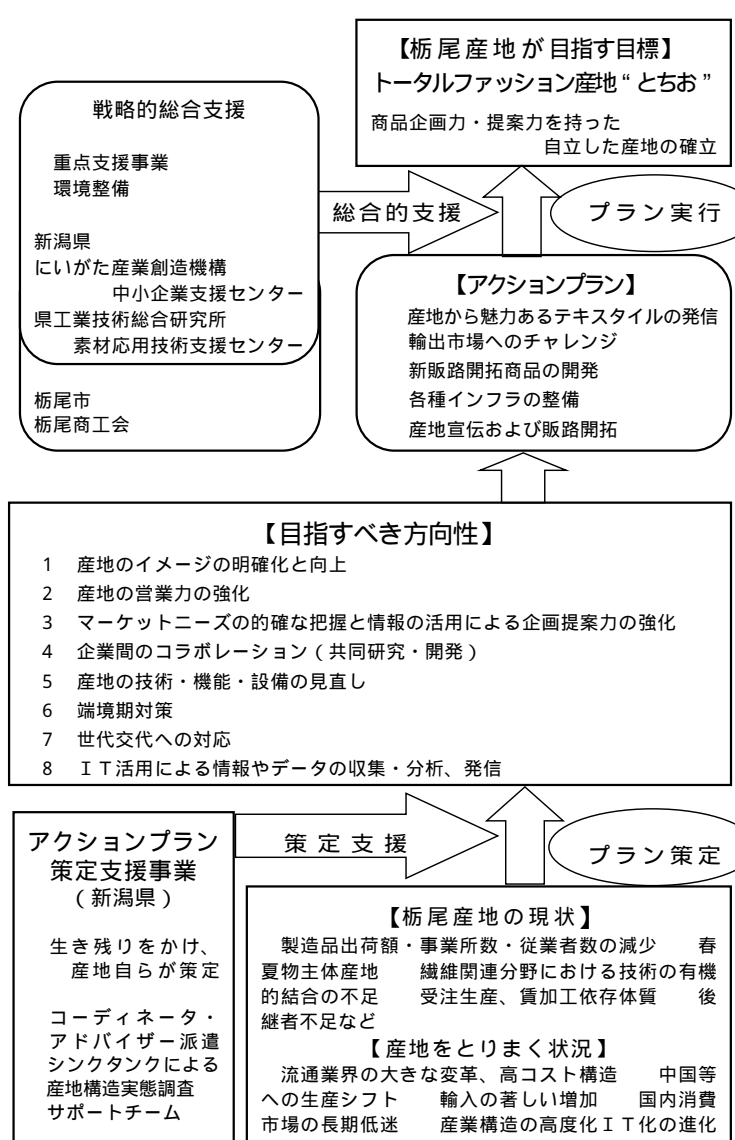 【栃尾産地が目指す目標】
トータルファッション産地“とちお”
商品企画力・提案力を持った
自立した産地の確立
戦略的総合支援
重点支援事業
環境整備
新潟県
にいがた産業創造機構
中小企業支援センター
県工業技術総合研究所
素材応用技術支援センター
栃尾市
栃尾商工会
総合的支援
プラン実行
【アクションプラン】
産地から魅力あるテキスタイルの発信
輸出市場へのチャレンジ
新販路開拓商品の開発
各種インフラの整備
産地宣伝および販路開拓
【目指すべき方向性】
1 産地のイメージの明確化と向上
2 産地の営業力の強化
3 マーケットニーズの的確な把握と情報の活用による企画提案力の強化
4 企業間のコラボレーション（共同研究・開発）
5 産地の技術・機能・設備の見直し
6 端境期対策
7 世代交代への対応
8 ＩＴ活用による情報やデータの収集・分析、発信
アクションプラン
策定支援事業
（新潟県）
生き残りをかけ、
産地自らが策定
コーディネータ・
アドバイザー派遣
シンクタンクによる
産地構造実態調査
サポートチーム
策定支援
プラン策定
【栃尾産地の現状】
製造品出荷額・事業所数・従業者数の減少 春
夏物主体産地 繊維関連分野における技術の有機
的結合の不足 受注生産、賃加工依存体質 後
継者不足など
【産地をとりまく状況】
流通業界の大きな変革、高コスト構造 中国等
への生産シフト 輸入の著しい増加 国内消費
市場の長期低迷 産業構造の高度化ＩＴ化の進化